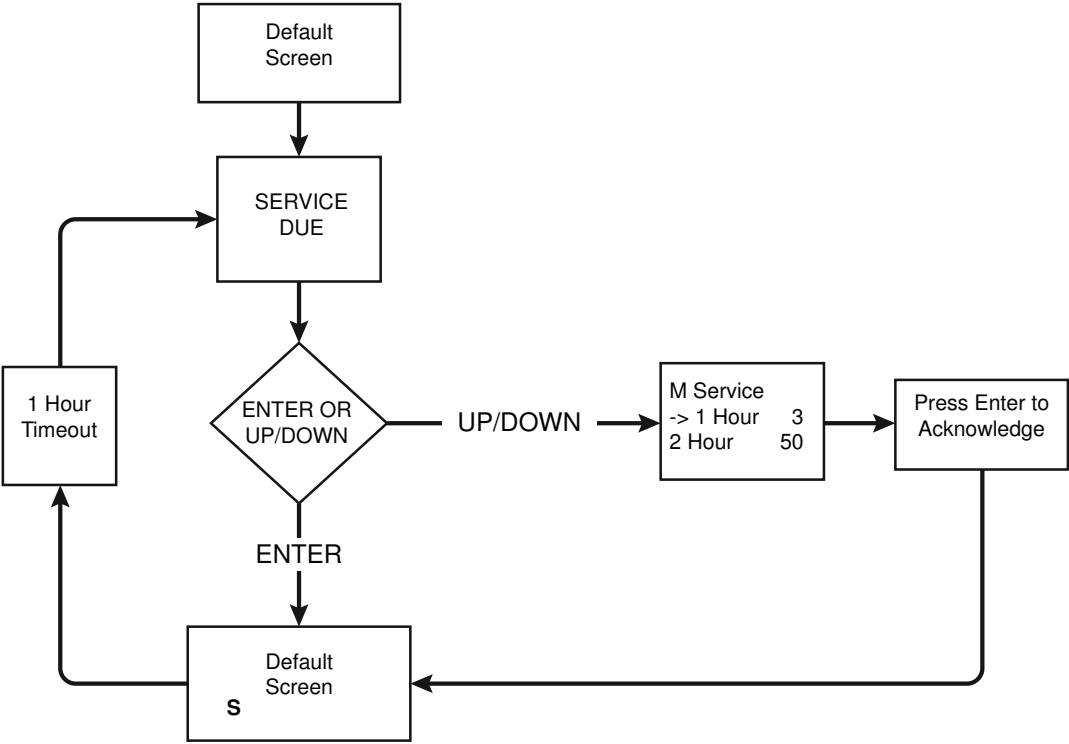 Default
Screen
SERVICE
DUE
1 Hour
Timeout
ENTER OR
UP/DOWN
UP/DOWN
M Service
-> 1 Hour 3
2 Hour 50
Press Enter to
Acknowledge
ENTER
Default
Screen
S